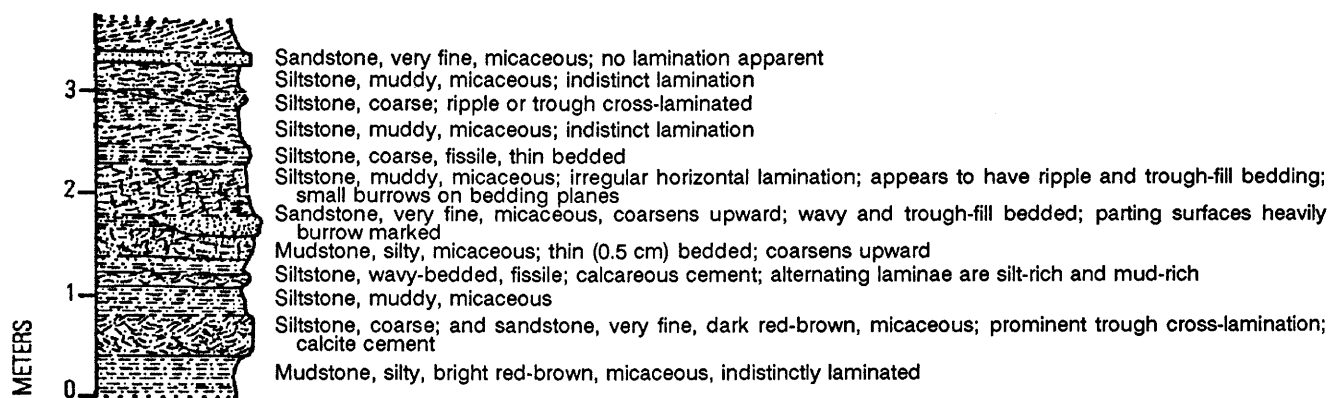 Sandstone, very fine, micaceous; no lamination apparent
Siltstone, muddy, micaceous; indistinct lamination
3
Siltstone, coarse; ripple or trough cross-laminated
Siltstone, muddy, micaceous; indistinct lamination
Siltstone, coarse, fissile, thin bedded
Siltstone, muddy, micaceous; irregular horizontal lamination; appears to have ripple and trough-fill bedding;
small burrows on bedding planes
2
Sandstone, very fine, micaceous, coarsens upward; wavy and trough-fill bedded; parting surfaces heavily
burrow marked
Mudstone, silty, micaceous; thin (0.5 cm) bedded; coarsens upward
Siltstone, wavy-bedded, fissile; calcareous cement; alternating laminae are silt-rich and mud-rich
1
Siltstone, muddy, micaceous
Siltstone, coarse; and sandstone, very fine, dark red-brown, micaceous; prominent trough cross-lamination;
calcite cement
Mudstone, silty, bright red-brown, micaceous, indistinctly laminated
0
METERS